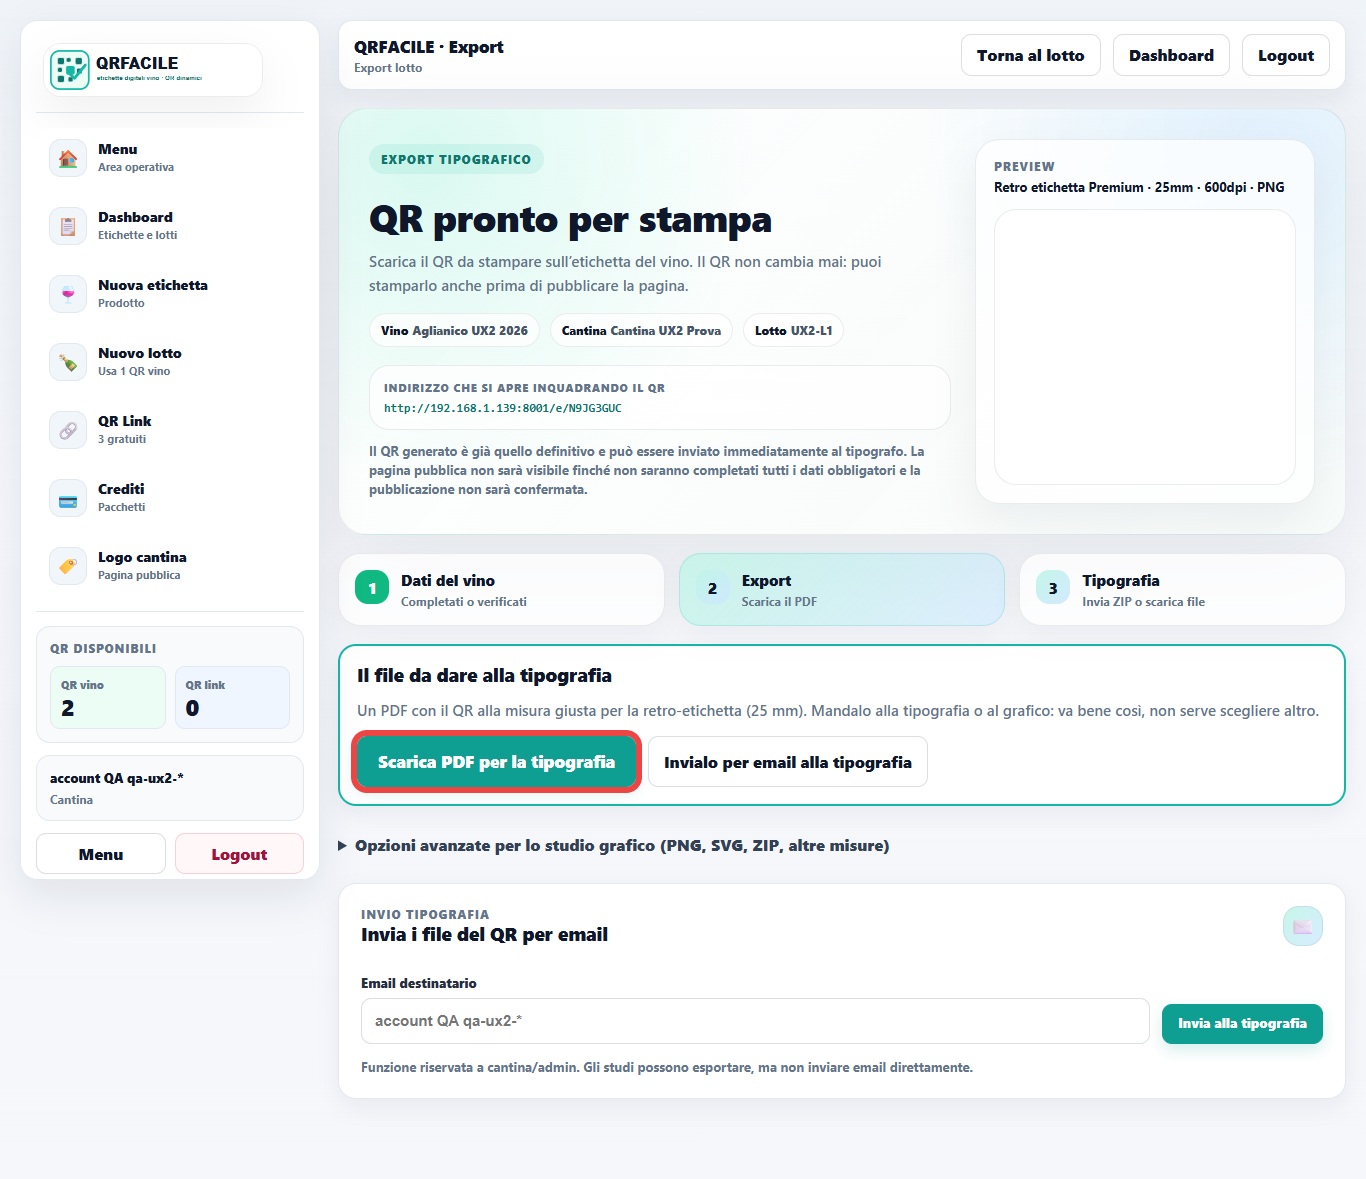 QRFACILE
etichette digitali vino · QR dinamici
Menu
Area operativa
Dashboard
Etichette e lotti
Nuova etichetta
Prodotto
Nuovo lotto
Usa 1 QR vino
QR Link
3 gratuiti
Crediti
Pacchetti
Logo cantina
Pagina pubblica
QR DISPONIBILI
QR vino
2
QR link
0
account QA qa-ux2-*
Cantina
Menu
Logout
QRFACILE · Export
Export lotto
Torna al lotto
Dashboard
Logout
EXPORT TIPOGRAFICO
QR pronto per stampa
Scarica il QR da stampare sull'etichetta del vino. Il QR non cambia mai: puoi
stamparlo anche prima di pubblicare la pagina.
Vino Aglianico UX2 2026
Cantina Cantina UX2 Prova
Lotto UX2-L1
INDIRIZZO CHE SI APRE INQUADRANDO IL QR
http://192.168.1.139:8001/e/N9JG3GUC
Il QR generato è già quello definitivo e può essere inviato immediatamente al tipografo. La
pagina pubblica non sarà visibile finché non saranno completati tutti i dati obbligatori e la
pubblicazione non sarà confermata.
PREVIEW
Retro etichetta Premium · 25mm · 600dpi · PNG
1
Dati del vino
Completati o verificati
2
Export
Scarica il PDF
3
Tipografia
Invia ZIP o scarica file
Il file da dare alla tipografia
Un PDF con il QR alla misura giusta per la retro-etichetta (25 mm). Mandalo alla tipografia o al grafico: va bene così, non serve scegliere altro.
Scarica PDF per la tipografia
Invialo per email alla tipografia
Opzioni avanzate per lo studio grafico (PNG, SVG, ZIP, altre misure)
INVIO TIPOGRAFIA
Invia i file del QR per email
Email destinatario
account QA qa-ux2-*
Invia alla tipografia
Funzione riservata a cantina/admin. Gli studi possono esportare, ma non inviare email direttamente.